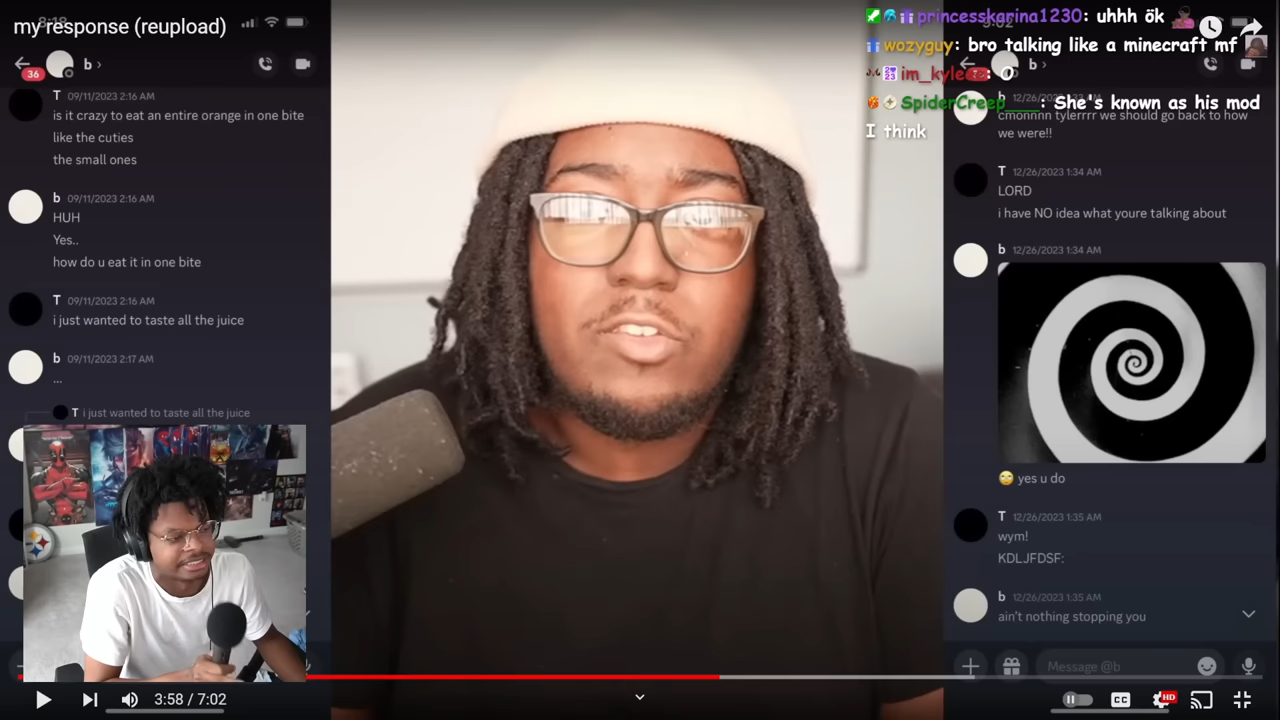 my response (reupload)
36
b ›
T 09/11/2023 2:16 AM
is it crazy to eat an entire orange in one bite
like the cuties
the small ones
b 09/11/2023 2:16 AM
HUH
Yes..
how do u eat it in one bite
T 09/11/2023 2:16 AM
i just wanted to taste all the juice
b 09/11/2023 2:17 AM
...
T i just wanted to taste all the juice
princesskarina1230: uhhh ök
wozyguy: bro talking like a minecraft mf
SpiderCreep___: She's known as his mod
I think
b ›
cmonnnn tylerrrr we should go back to how
we were!!
T 12/26/2023 1:34 AM
LORD
i have NO idea what youre talking about
b 12/26/2023 1:34 AM
🙄 yes u do
T 12/26/2023 1:35 AM
wym!
KDLJFDSF:
b 12/26/2023 1:35 AM
ain't nothing stopping you
Message @b
3:58 / 7:02
CC
HD